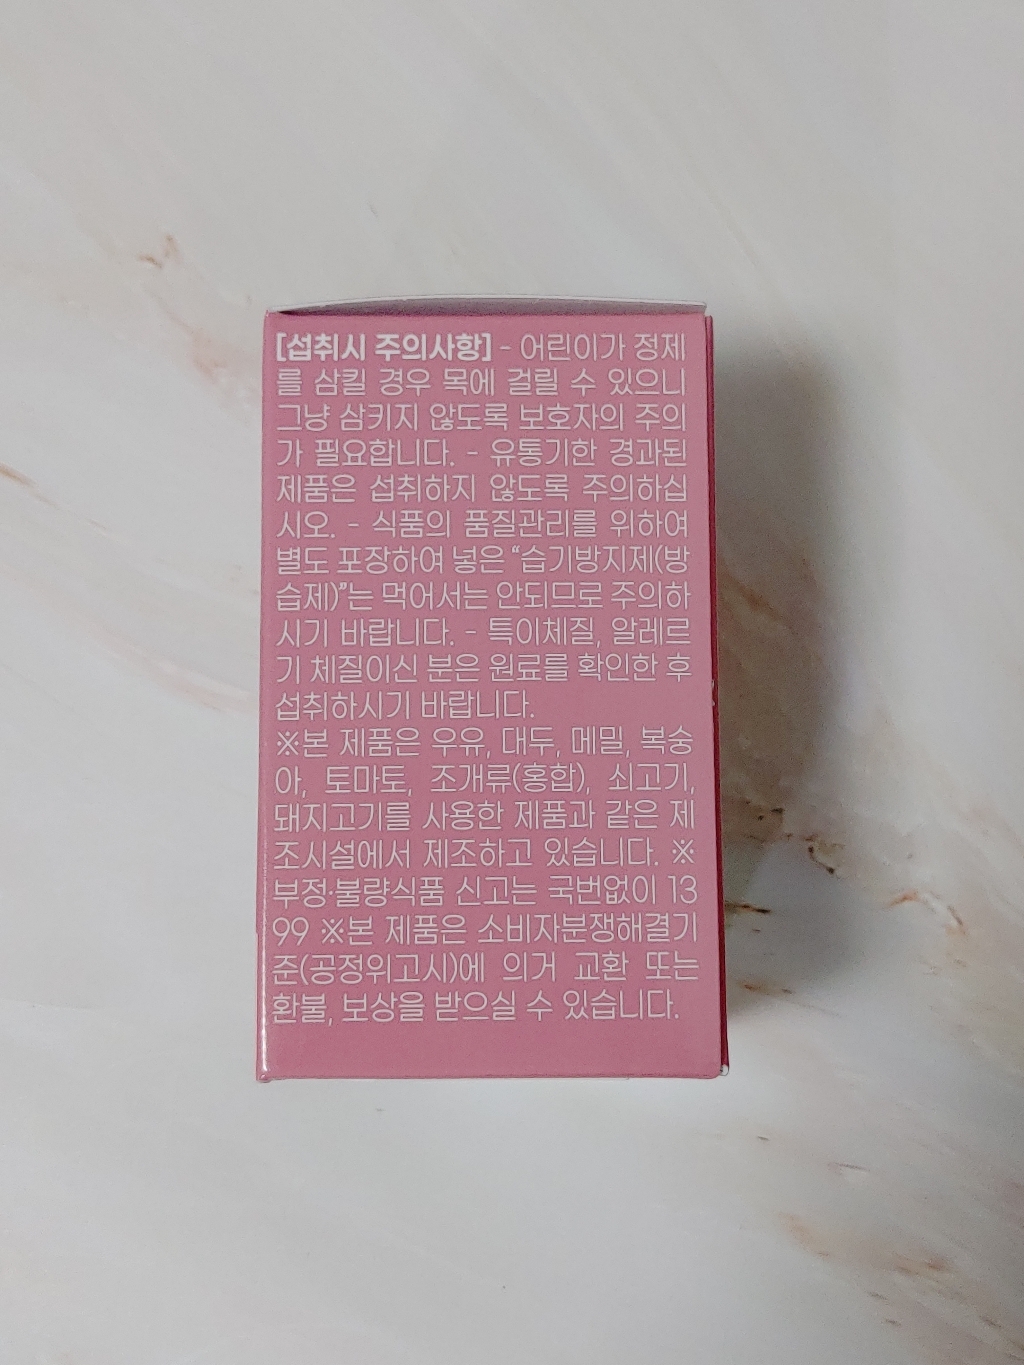 [섭취시 주의사항] - 어린이가 정제
를 삼킬 경우 목에 걸릴 수 있으니
그냥 삼키지 않도록 보호자의 주의
가 필요합니다. - 유통기한 경과된
제품은 섭취하지 않도록 주의하십
시오. - 식품의 품질관리를 위하여
별도 포장하여 넣은 “습기방지제(방
습제)”는 먹어서는 안되므로 주의하
시기 바랍니다. - 특이체질, 알레르
기 체질이신 분은 원료를 확인한 후
섭취하시기 바랍니다.
※본 제품은 우유, 대두, 메밀, 복숭
아, 토마토, 조개류(홍합), 쇠고기,
돼지고기를 사용한 제품과 같은 제
조시설에서 제조하고 있습니다. ※
부정·불량식품 신고는 국번없이 13
99 ※본 제품은 소비자분쟁해결기
준(공정위고시)에 의거 교환 또는
환불, 보상을 받으실 수 있습니다.